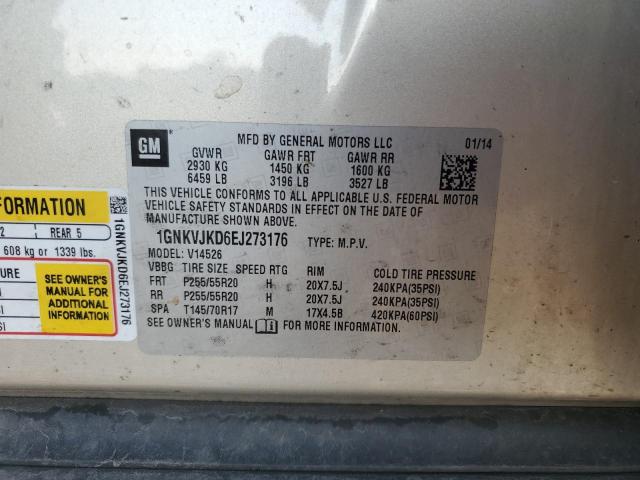 GM*
MFD BY GENERAL MOTORS LLC 01/14
GVWR GAWR FRT GAWR RR
2930 KG 1450 KG 1600 KG
6459 LB 3196 LB 3527 LB
THIS VEHICLE CONFORMS TO ALL APPLICABLE U.S. FEDERAL MOTOR
VEHICLE SAFETY STANDARDS IN EFFECT ON THE DATE OF MANUFACTURE
SHOWN ABOVE.
1GNKVJKD6EJ273176 TYPE: M.P.V.
MODEL: V14526
VBBG TIRE SIZE SPEED RTG RIM COLD TIRE PRESSURE
FRT P255/55R20 H 20X7.5J 240KPA(35PSI)
RR P255/55R20 H 20X7.5J 240KPA(35PSI)
SPA T145/70R17 M 17X4.5B 420KPA(60PSI)
SEE OWNER'S MANUAL FOR MORE INFORMATION.
FORMATION
2 REAR 5
608 kg or 1339 lbs.
SURE
SEE OWNER'S
MANUAL FOR
ADDITIONAL
INFORMATION
1GNKVJKD6EJ273176